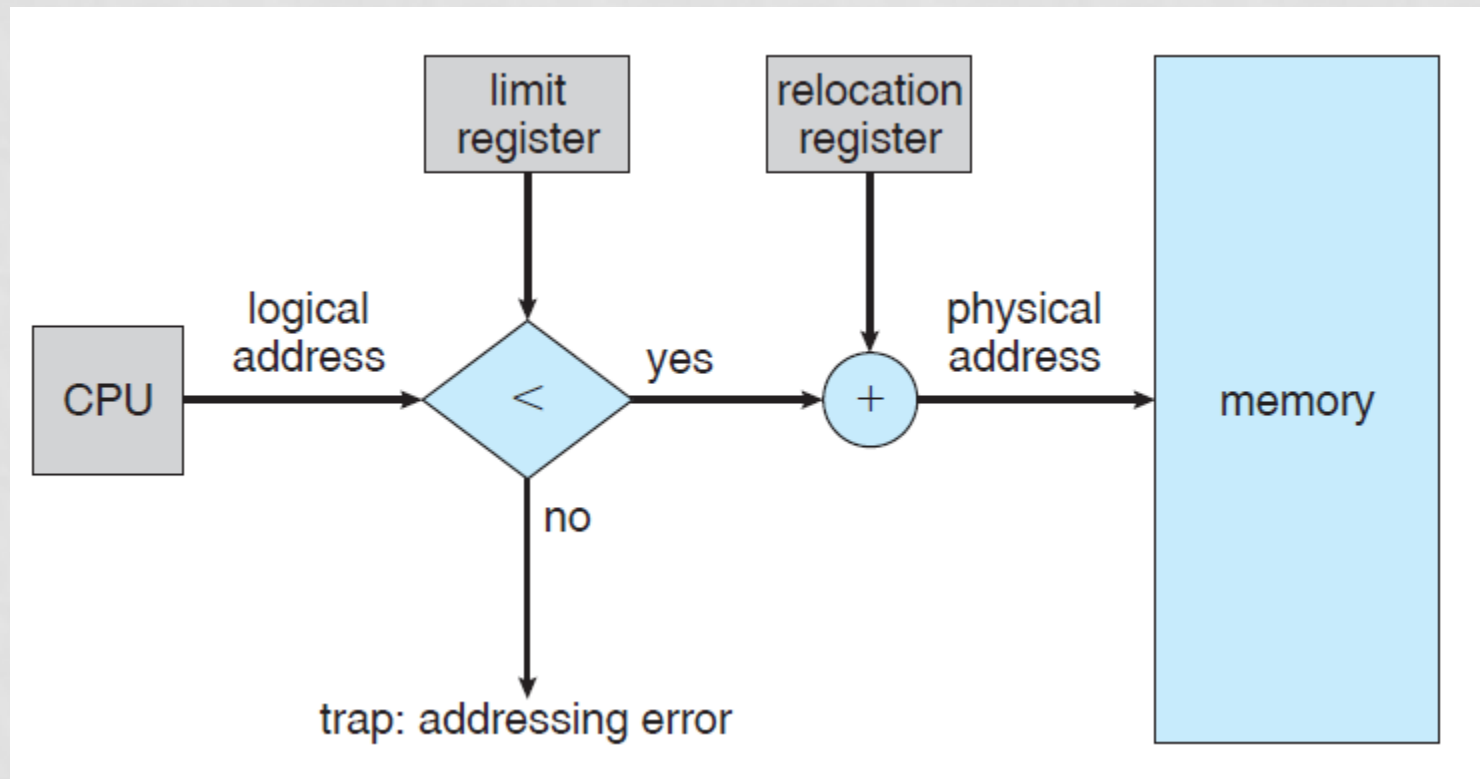 limit
register
relocation
register
logical
address
physical
address
CPU
<
yes
+
memory
no
trap: addressing error